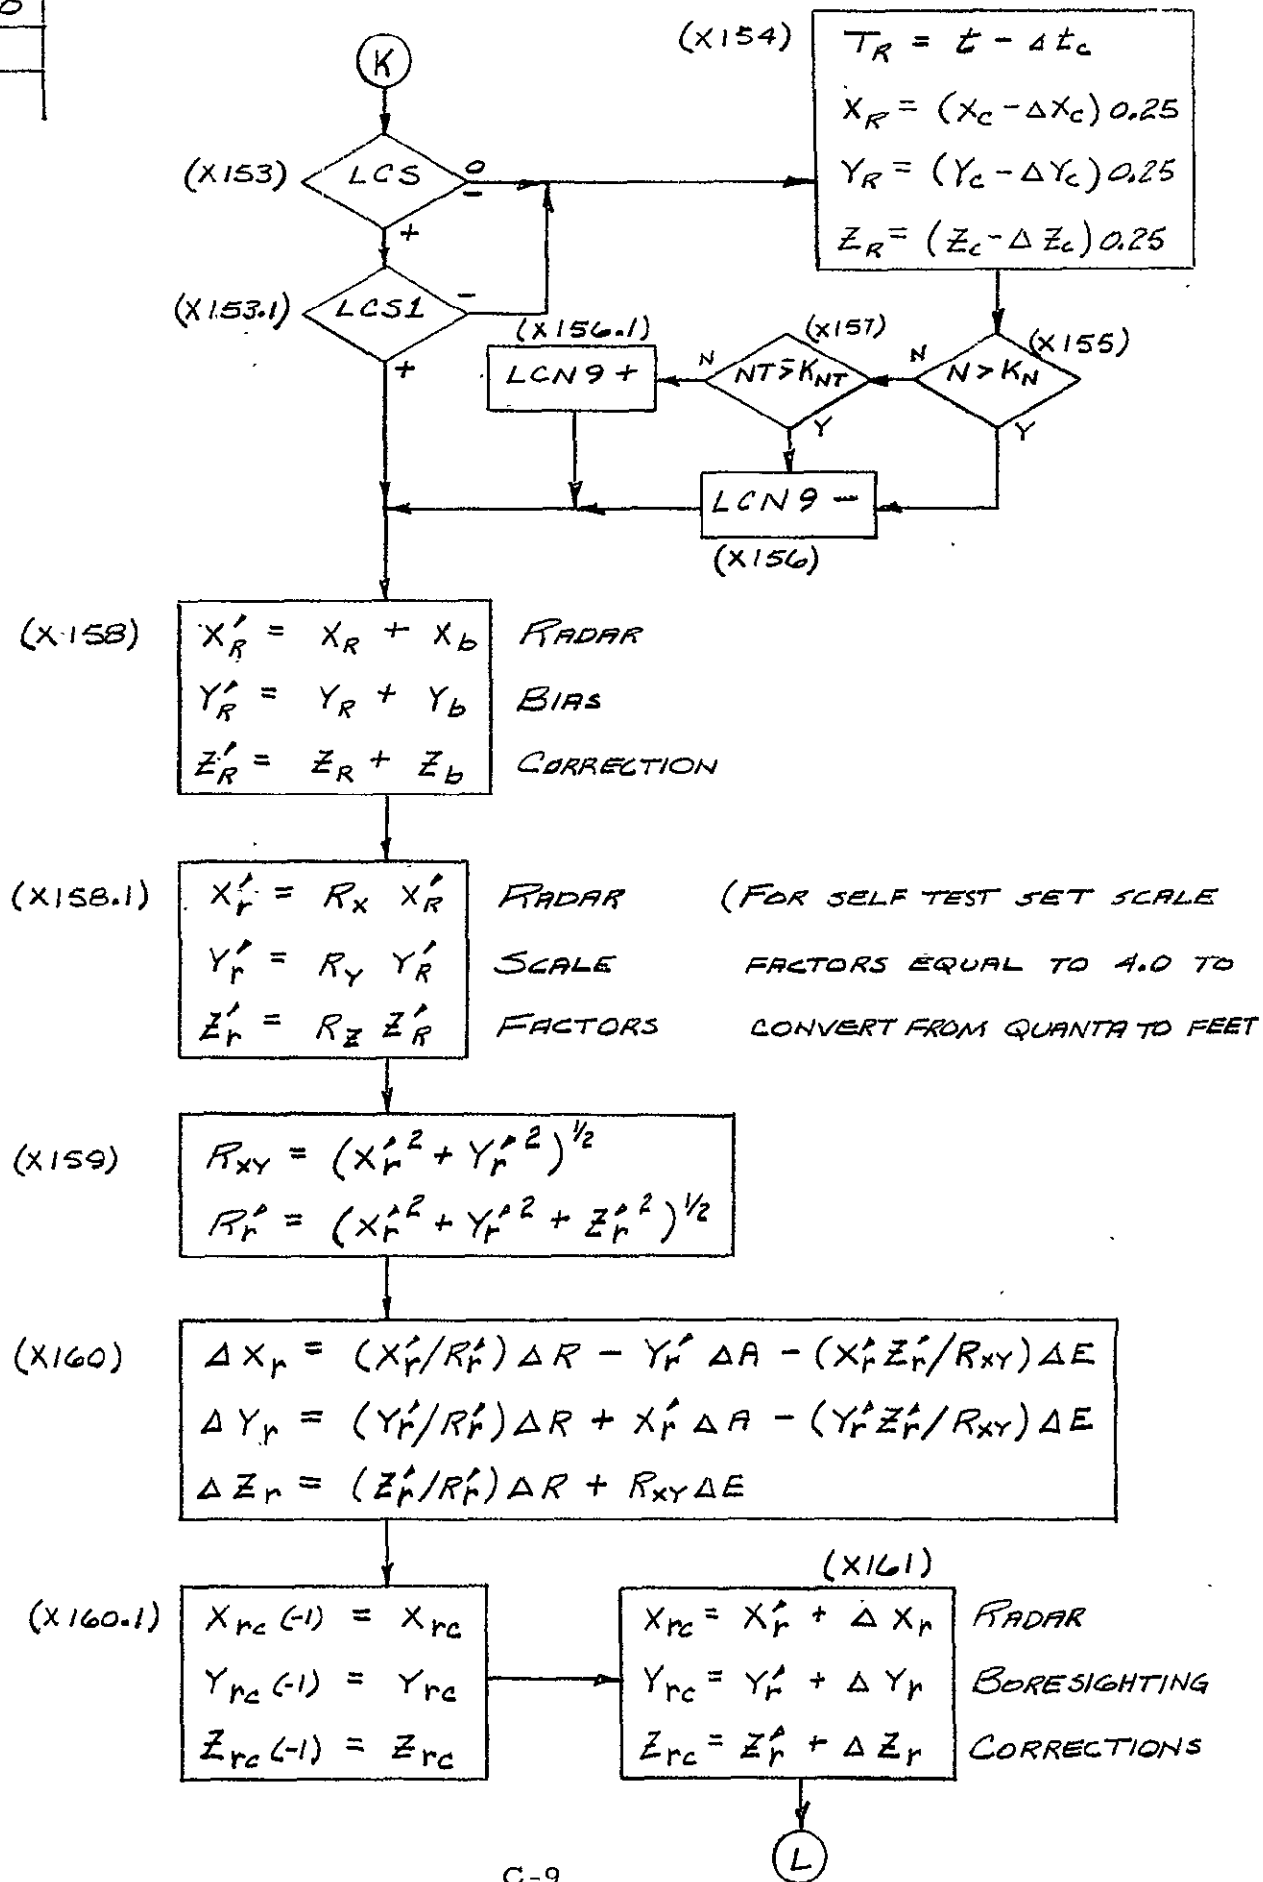 K
(X153)
LCS
0
−
+
(X153.1)
LCS1
−
+
(X154)
T_R = t - Δt_c
X_R = (X_c - ΔX_c) 0.25
Y_R = (Y_c - ΔY_c) 0.25
Z_R = (Z_c - ΔZ_c) 0.25
(X155)
N > K_N
N
Y
(X157)
NT > K_NT
N
Y
(X156.1)
LCN9 +
LCN9 −
(X156)
(X158)
X'_R = X_R + X_b RADAR
Y'_R = Y_R + Y_b BIAS
Z'_R = Z_R + Z_b CORRECTION
(X158.1)
X'_r = R_X X'_R RADAR (FOR SELF TEST SET SCALE
Y'_r = R_Y Y'_R SCALE FACTORS EQUAL TO 4.0 TO
Z'_r = R_Z Z'_R FACTORS CONVERT FROM QUANTA TO FEET
(X159)
R_XY = (X'_r² + Y'_r²)^1/2
R'_r = (X'_r² + Y'_r² + Z'_r²)^1/2
(X160)
ΔX_r = (X'_r/R'_r) ΔR - Y'_r ΔA - (X'_r Z'_r/R_XY) ΔE
ΔY_r = (Y'_r/R'_r) ΔR + X'_r ΔA - (Y'_r Z'_r/R_XY) ΔE
ΔZ_r = (Z'_r/R'_r) ΔR + R_XY ΔE
(X160.1)
X_rc (-1) = X_rc
Y_rc (-1) = Y_rc
Z_rc (-1) = Z_rc
(X161)
X_rc = X'_r + ΔX_r RADAR
Y_rc = Y'_r + ΔY_r BORESIGHTING
Z_rc = Z'_r + ΔZ_r CORRECTIONS
L
C-9